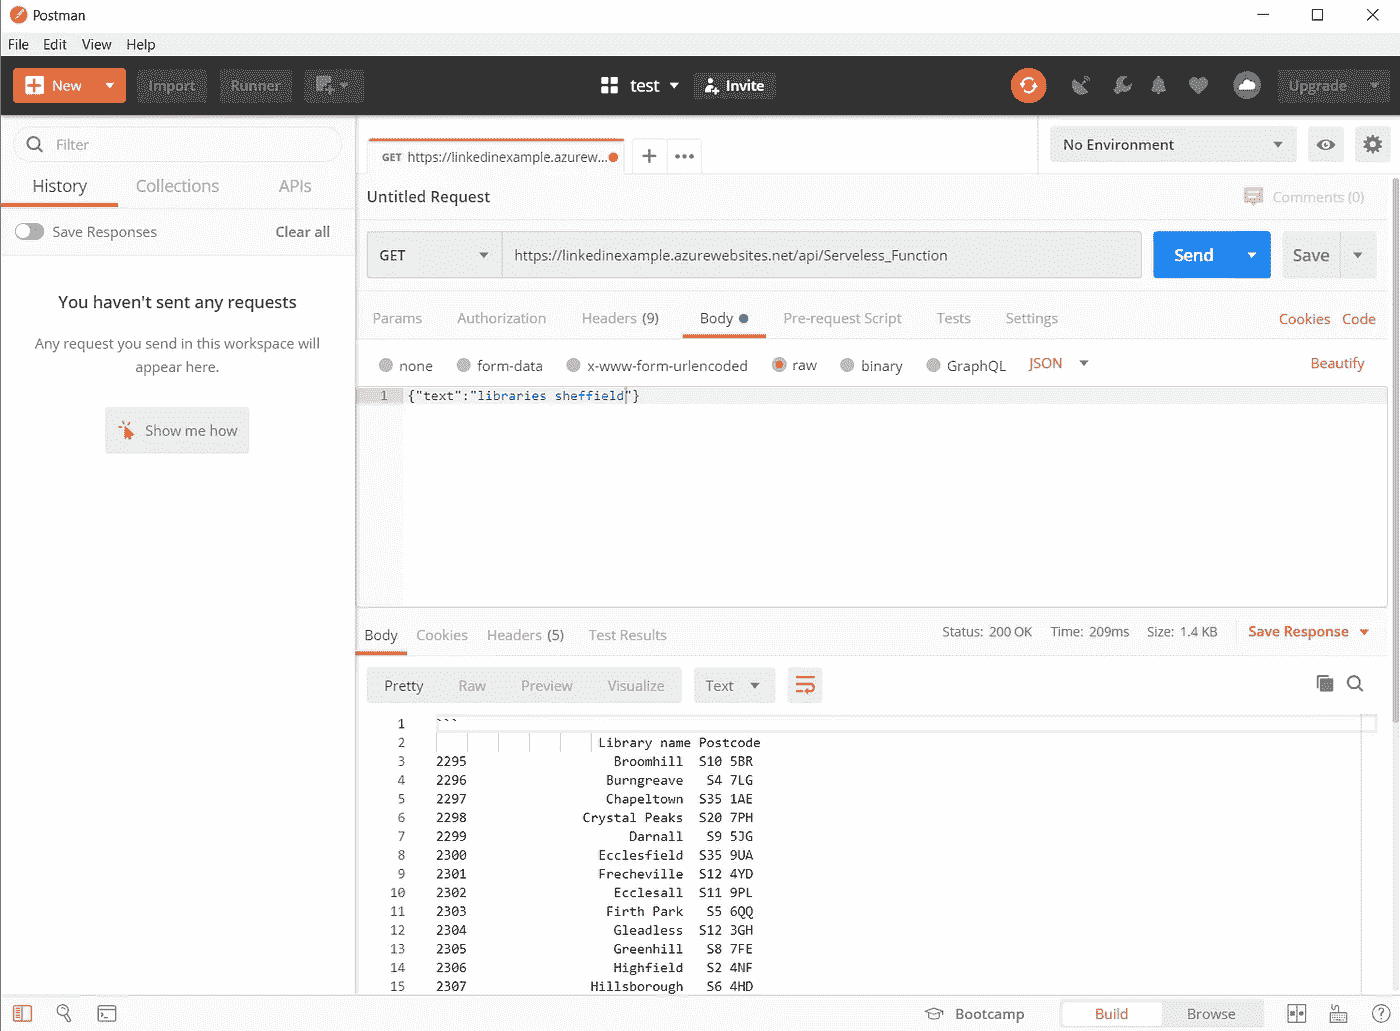 Postman
File Edit View Help
New Import Runner test Invite Upgrade
Filter
History Collections APIs
Save Responses Clear all
You haven't sent any requests
Any request you send in this workspace will
appear here.
Show me how
GET https://linkedinexample.azurew... No Environment
Untitled Request Comments (0)
GET https://linkedinexample.azurewebsites.net/api/Serveless_Function Send Save
Params Authorization Headers (9) Body Pre-request Script Tests Settings Cookies Code
none form-data x-www-form-urlencoded raw binary GraphQL JSON Beautify
1 {"text":"libraries sheffield"}
Body Cookies Headers (5) Test Results Status: 200 OK Time: 209ms Size: 1.4 KB Save Response
Pretty Raw Preview Visualize Text
1 ```
2 Library name Postcode
3 2295 Broomhill S10 5BR
4 2296 Burngreave S4 7LG
5 2297 Chapeltown S35 1AE
6 2298 Crystal Peaks S20 7PH
7 2299 Darnall S9 5JG
8 2300 Ecclesfield S35 9UA
9 2301 Frecheville S12 4YD
10 2302 Ecclesall S11 9PL
11 2303 Firth Park S5 6QQ
12 2304 Gleadless S12 3GH
13 2305 Greenhill S8 7FE
14 2306 Highfield S2 4NF
15 2307 Hillsborough S6 4HD
Bootcamp Build Browse